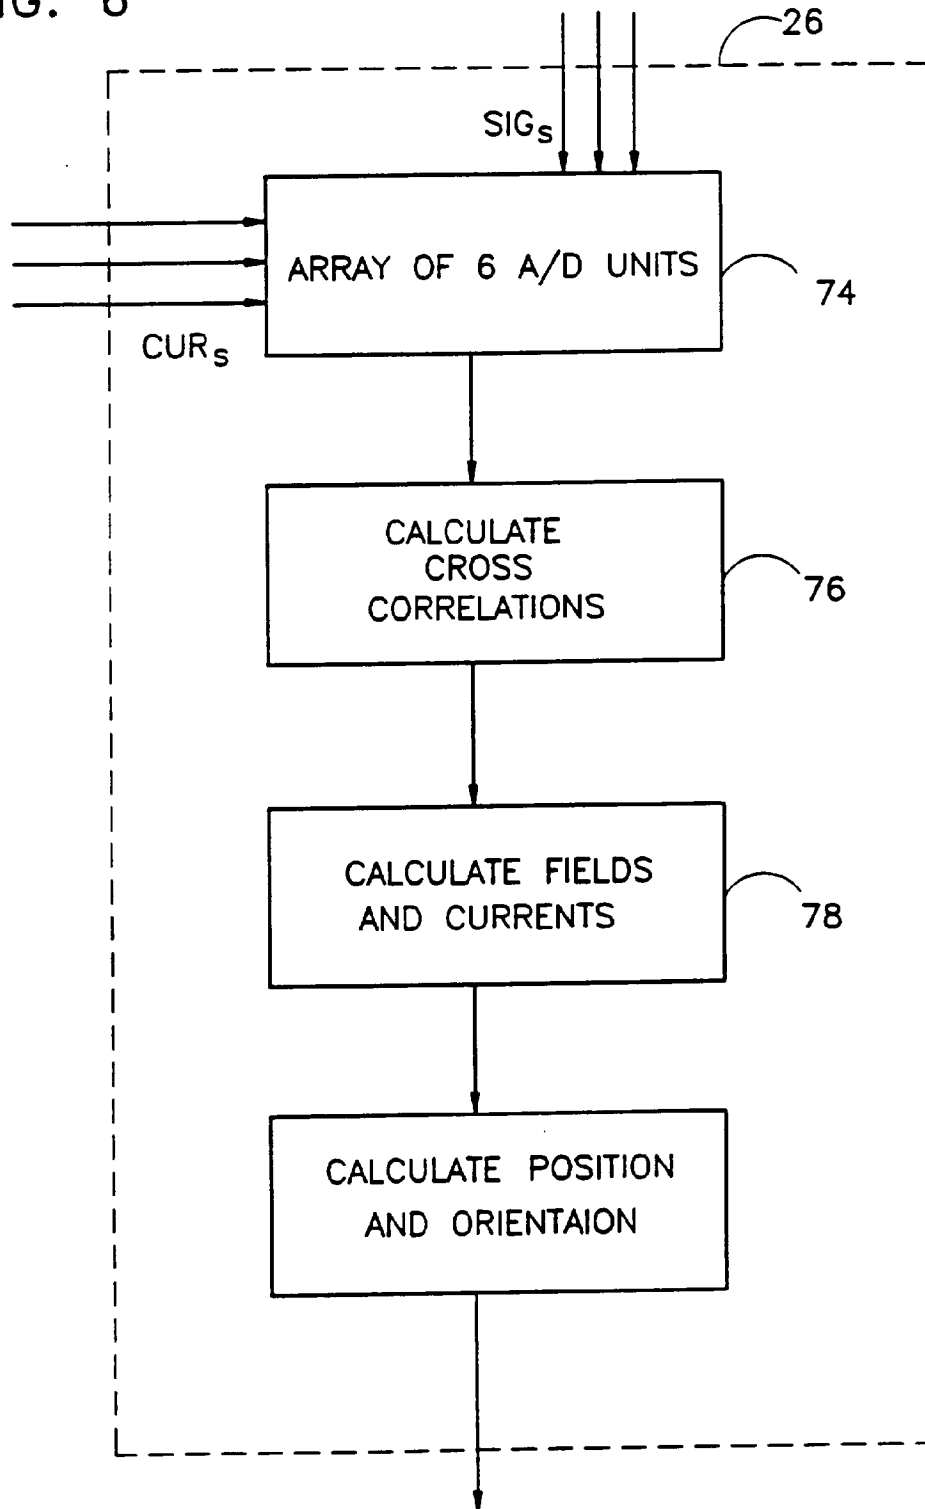 IG. 6
26
SIGs
ARRAY OF 6 A/D UNITS
74
CURs
CALCULATE
CROSS
CORRELATIONS
76
CALCULATE FIELDS
AND CURRENTS
78
CALCULATE POSITION
AND ORIENTAION